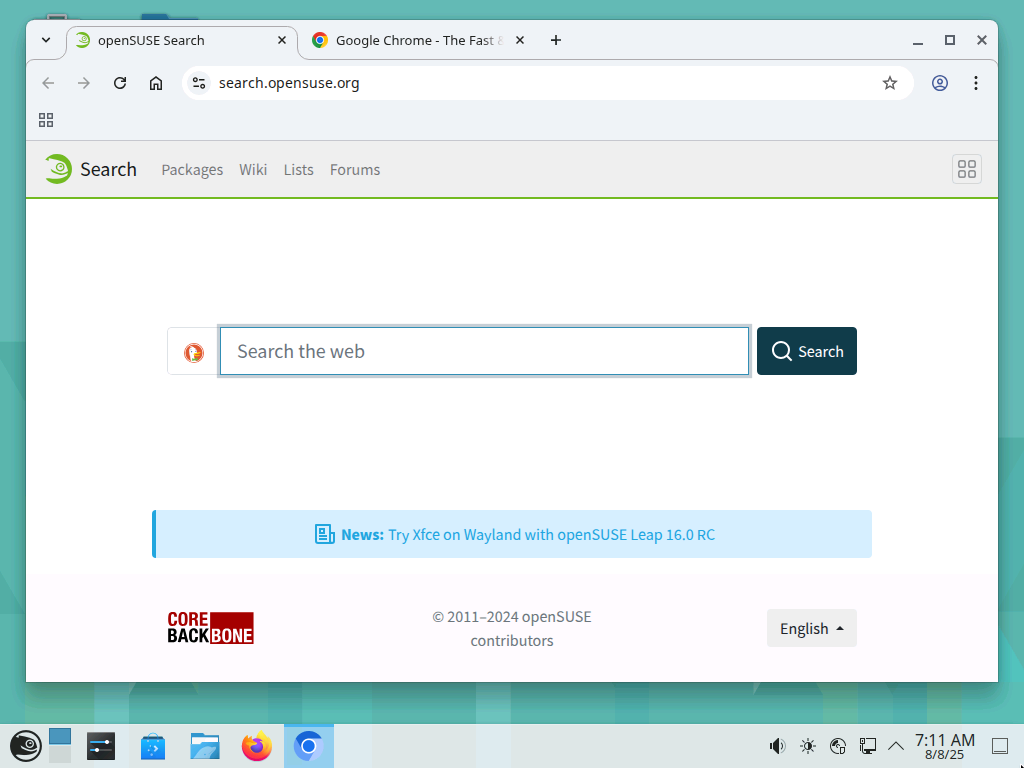 openSUSE Search
Google Chrome - The Fast &
search.opensuse.org
Search
Packages
Wiki
Lists
Forums
Search the web
Search
News: Try Xfce on Wayland with openSUSE Leap 16.0 RC
CORE
BACKBONE
© 2011–2024 openSUSE
contributors
English
7:11 AM
8/8/25